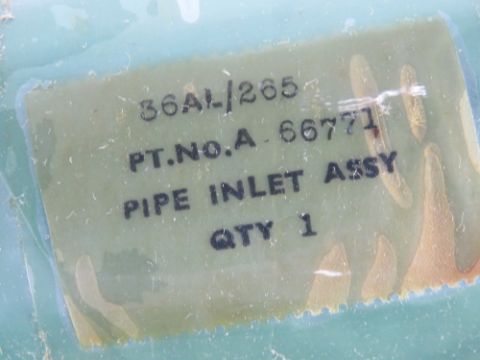 36AL/265
PT.NO.A 66771
PIPE INLET ASSY
QTY 1